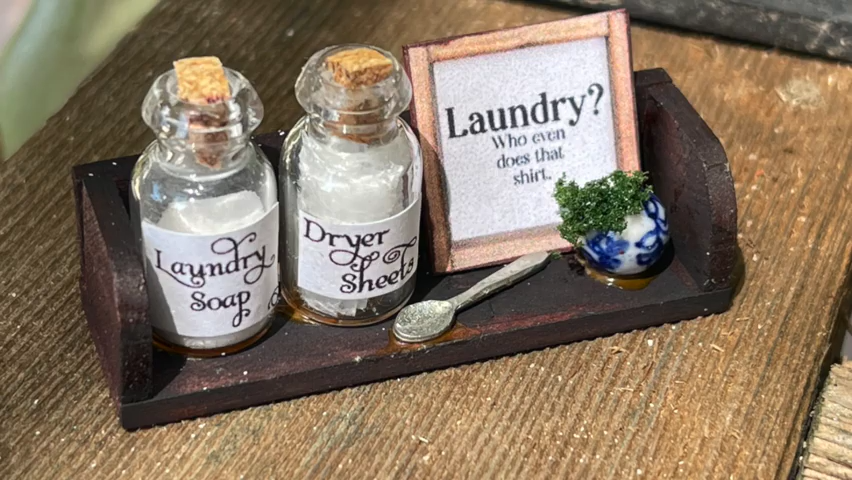 Laundry
Soap
Dryer
Sheets
Laundry?
Who even
does that
shirt.